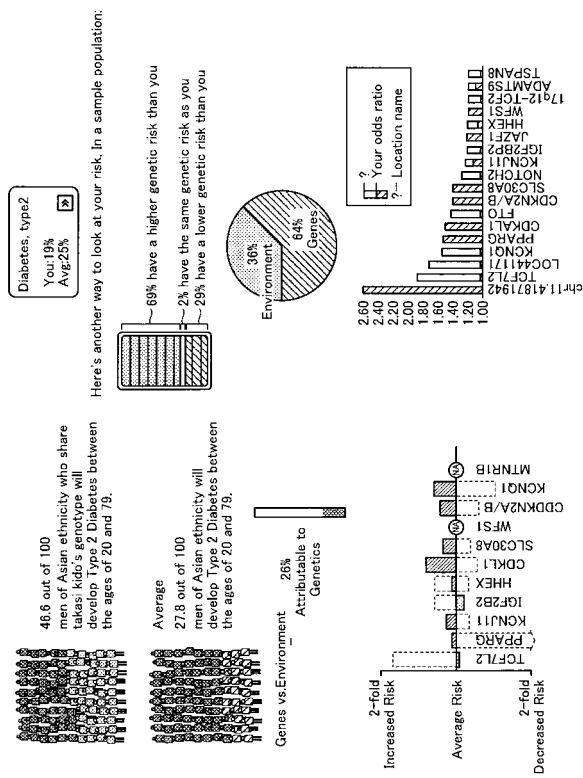 46.6 out of 100
men of Asian ethnicity who share
takasi kido's genotype will
develop Type 2 Diabetes between
the ages of 20 and 79.
Average
27.8 out of 100
men of Asian ethnicity will
develop Type 2 Diabetes between
the ages of 20 and 79.
Genes vs.Environment
26%
Attributable to
Genetics
2-fold
Increased Risk
Average Risk
2-fold
Decreased Risk
TCF7L2
PPARG
KCNJ11
IGF2B2
HHEX
CDKL1
SLC30A8
WFS1
NA
CDDKN2A/B
KCNQ1
MTNR1B
NA
Diabetes, type2
You:19%
Avg:25%
Here's another way to look at your risk. In a sample population:
69% have a higher genetic risk than you
2% have the same genetic risk as you
29% have a lower genetic risk than you
36%
Environment
64%
Genes
?
Your odds ratio
?-- Location name
2.60
2.40
2.20
2.00
1.80
1.60
1.40
1.20
1.00
chr11.41871942
TCF7L2
LOC441171
KCNQ1
PPARG
CDKAL1
FTO
CDKN2A/B
SLC30A8
NOTCH2
KCNJ11
IGF2BP2
JAZF1
HHEX
WFS1
17q12-TCF2
ADAMTS9
TSPAN8